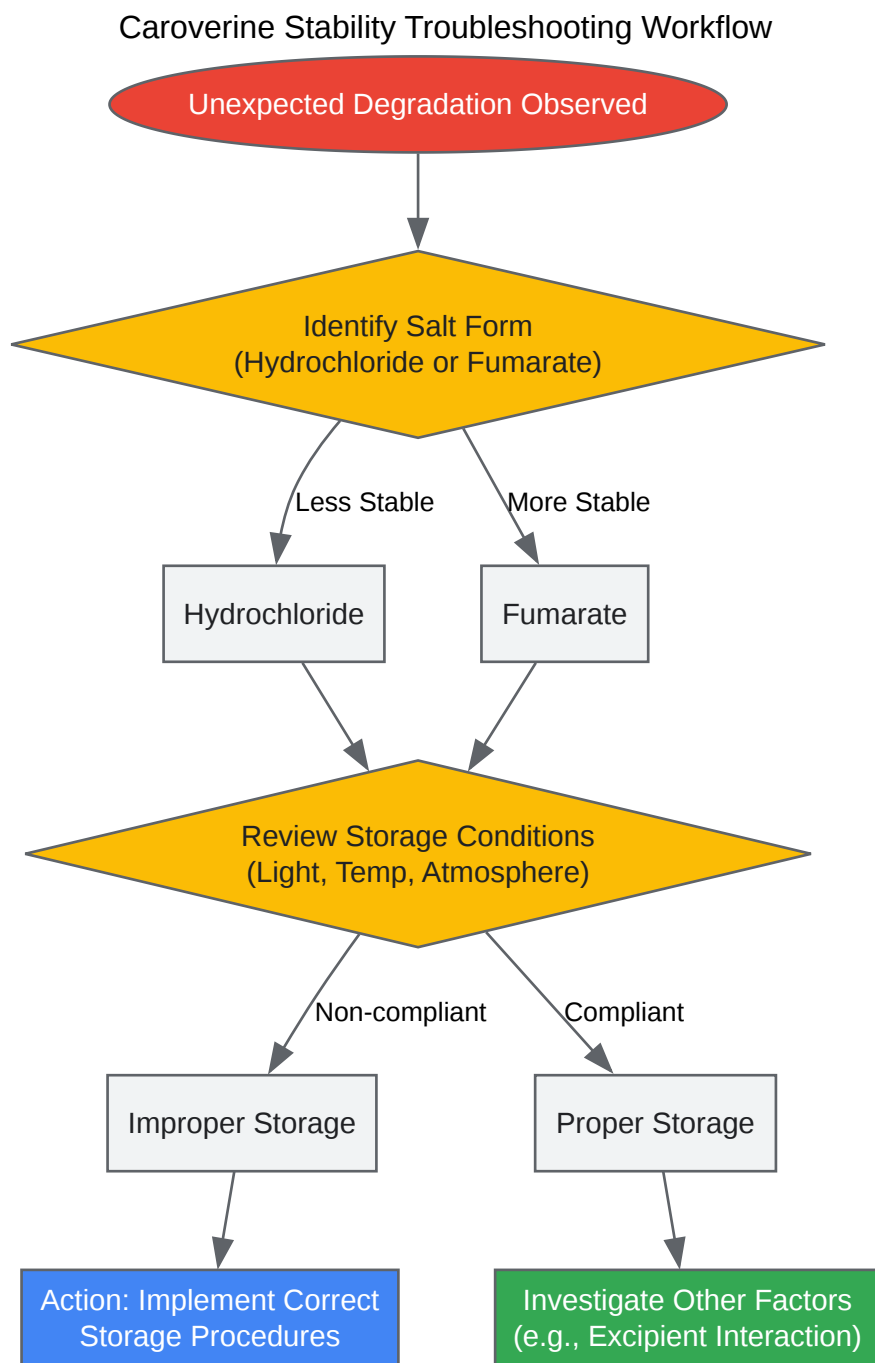 Caroverine Stability Troubleshooting Workflow
Unexpected Degradation Observed
Identify Salt Form
(Hydrochloride or Fumarate)
Less Stable
More Stable
Hydrochloride
Fumarate
Review Storage Conditions
(Light, Temp, Atmosphere)
Non-compliant
Compliant
Improper Storage
Proper Storage
Action: Implement Correct
Storage Procedures
Investigate Other Factors
(e.g., Excipient Interaction)